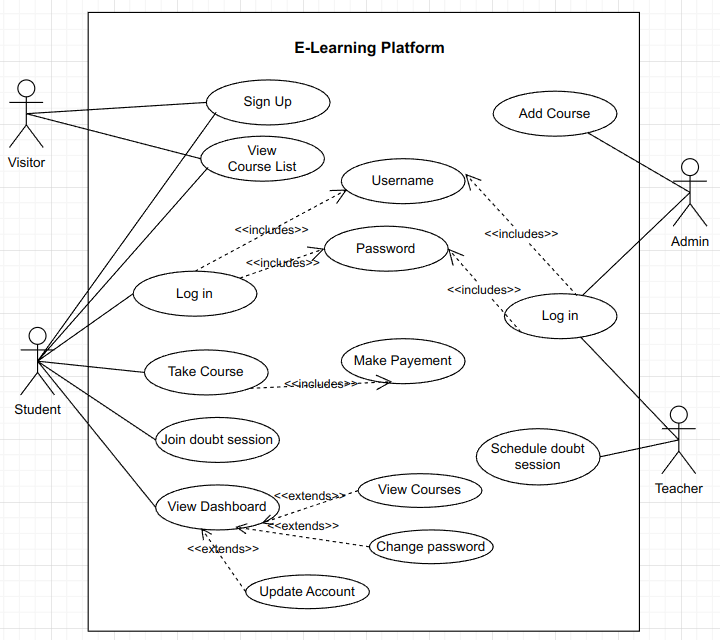 E-Learning Platform
Sign Up
Add Course
Visitor
View
Course List
Username
Admin
<<includes>>
<<includes>>
Password
<<includes>>
<<includes>>
Log in
Log in
Take Course
Make Payement
<<includes>>
Student
Join doubt session
Schedule doubt
session
Teacher
View Dashboard
<<extends>>
View Courses
<<extends>>
Change password
<<extends>>
Update Account